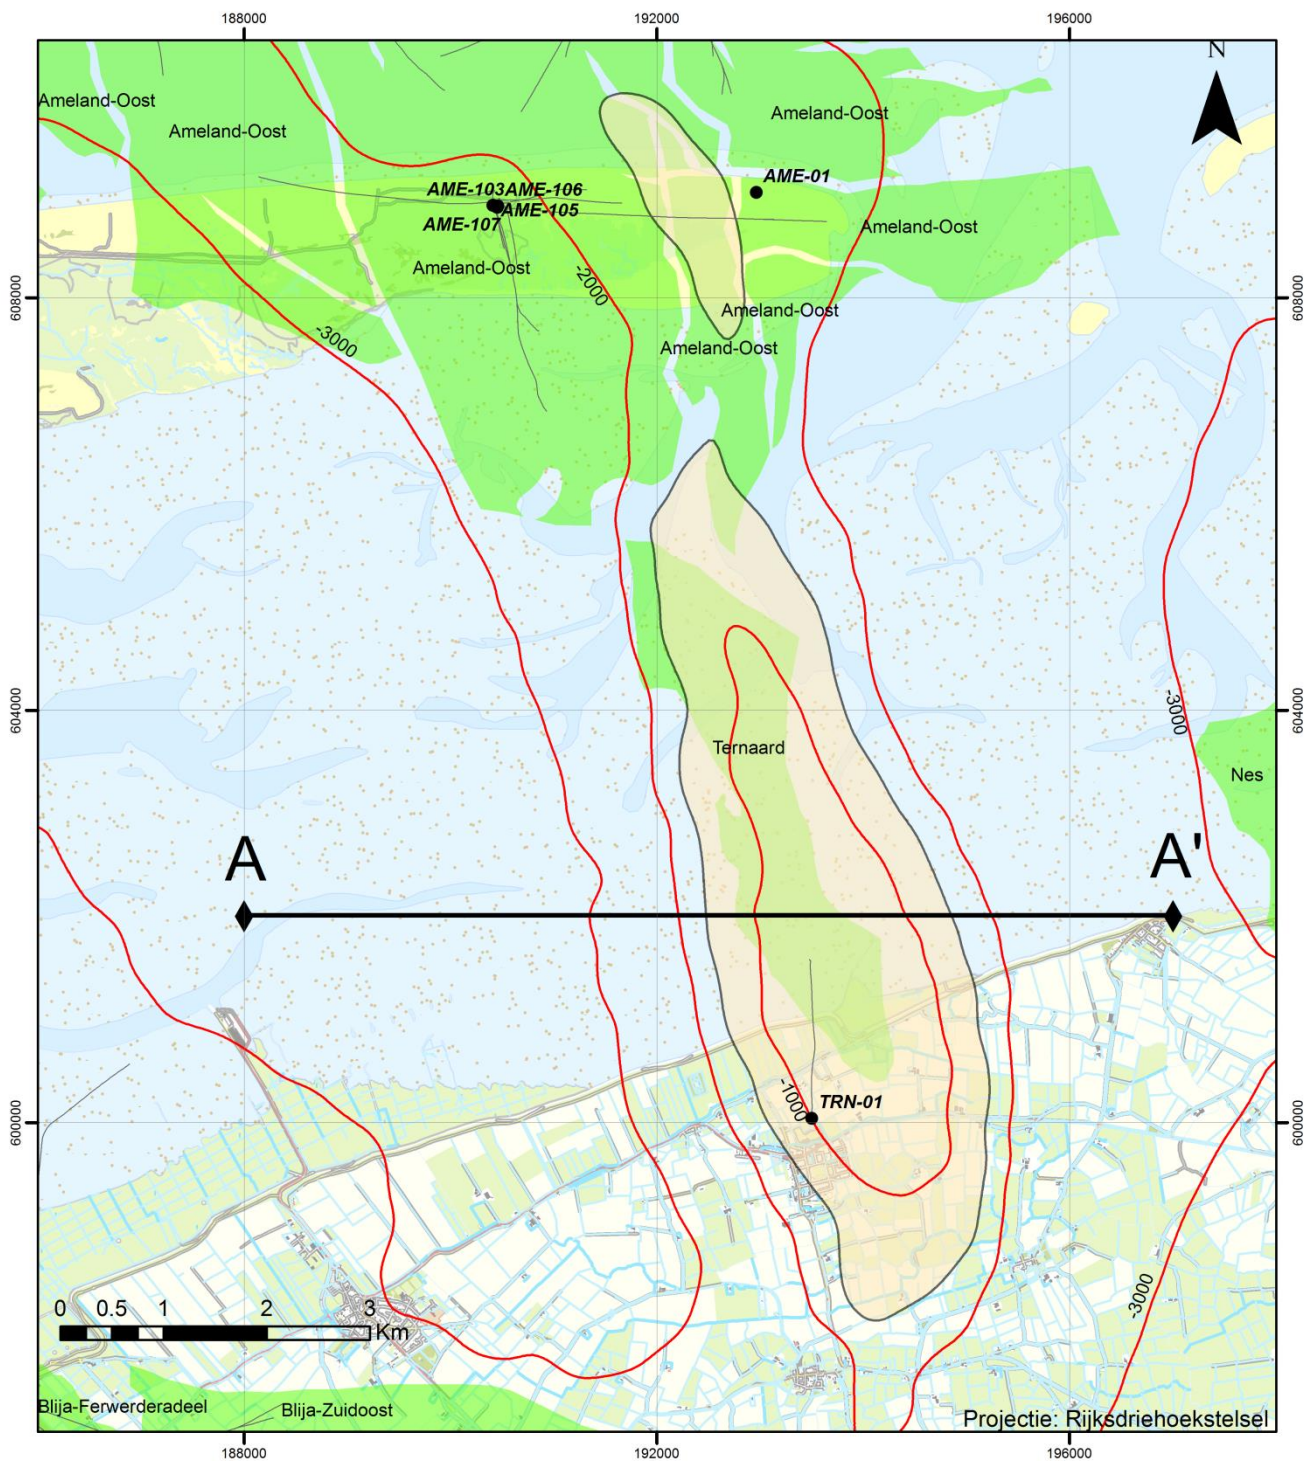 188000
192000
196000
N
Ameland-Oost
Ameland-Oost
Ameland-Oost
AME-01
AME-103
AME-106
AME-105
AME-107
Ameland-Oost
Ameland-Oost
-2000
608000
608000
Ameland-Oost
-3000
Ameland-Oost
604000
604000
-3000
Ternaard
Nes
A
A'
-1000
TRN-01
600000
600000
-3000
0 0.5 1 2 3
Km
Blija-Ferwerderadeel
Blija-Zuidoost
Projectie: Rijksdriehoekstelsel
188000
192000
196000